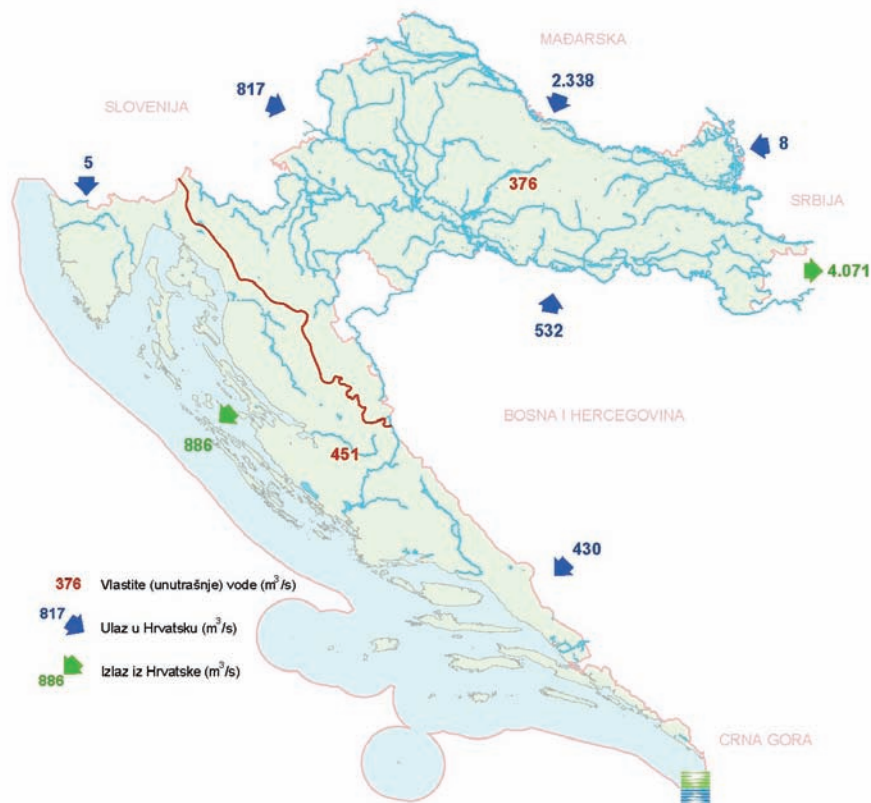 MAĐARSKA
2.338
817
SLOVENIJA
8
5
376
SRBIJA
4.071
532
BOSNA I HERCEGOVINA
886
451
430
376 Vlastite (unutrašnje) vode (m³/s)
817 Ulaz u Hrvatsku (m³/s)
886 Izlaz iz Hrvatske (m³/s)
CRNA GORA